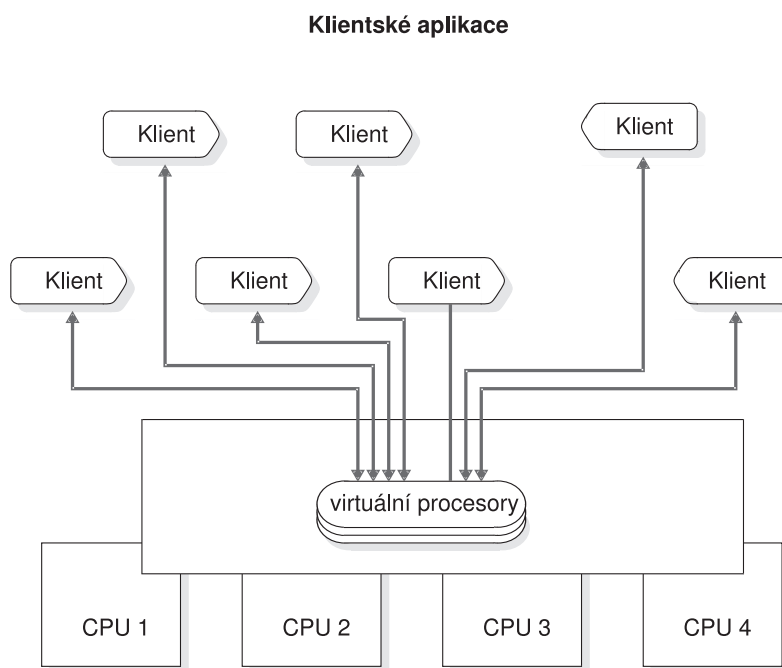 Klientské aplikace
Klient
Klient
Klient
Klient
Klient
Klient
Klient
virtuální procesory
CPU 1
CPU 2
CPU 3
CPU 4